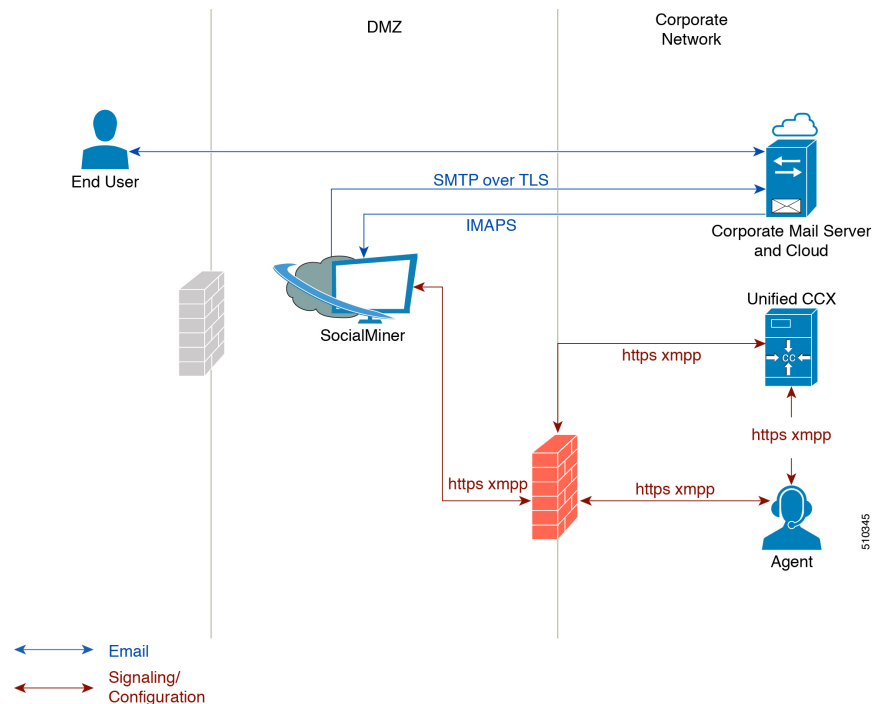 DMZ
Corporate
Network
End User
SMTP over TLS
IMAPS
Corporate Mail Server
and Cloud
SocialMiner
Unified CCX
CC
https xmpp
https xmpp
https xmpp
https xmpp
Agent
510345
Email
Signaling/
Configuration